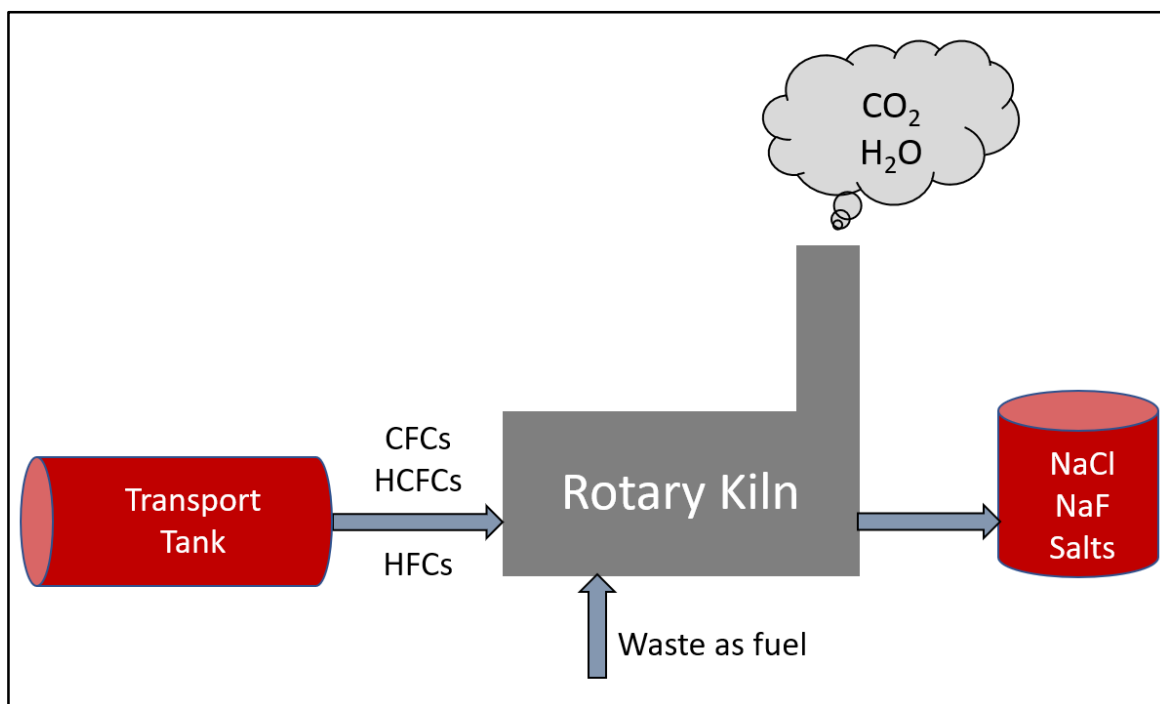 CO₂
H₂O
CFCs
HCFCs
HFCs
Transport
Tank
Rotary Kiln
NaCl
NaF
Salts
Waste as fuel